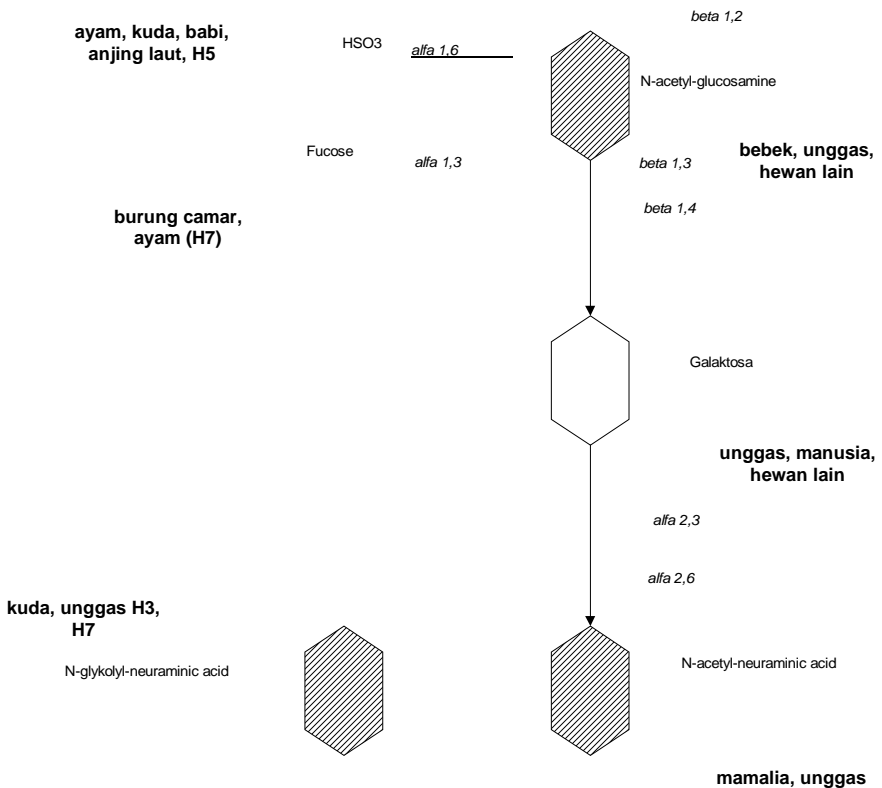 beta 1,2
ayam, kuda, babi,
anjing laut, H5
HSO3
alfa 1,6
N-acetyl-glucosamine
Fucose
alfa 1,3
beta 1,3
bebek, unggas,
hewan lain
beta 1,4
burung camar,
ayam (H7)
Galaktosa
unggas, manusia,
hewan lain
alfa 2,3
alfa 2,6
kuda, unggas H3,
H7
N-glykolyl-neuraminic acid
N-acetyl-neuraminic acid
mamalia, unggas